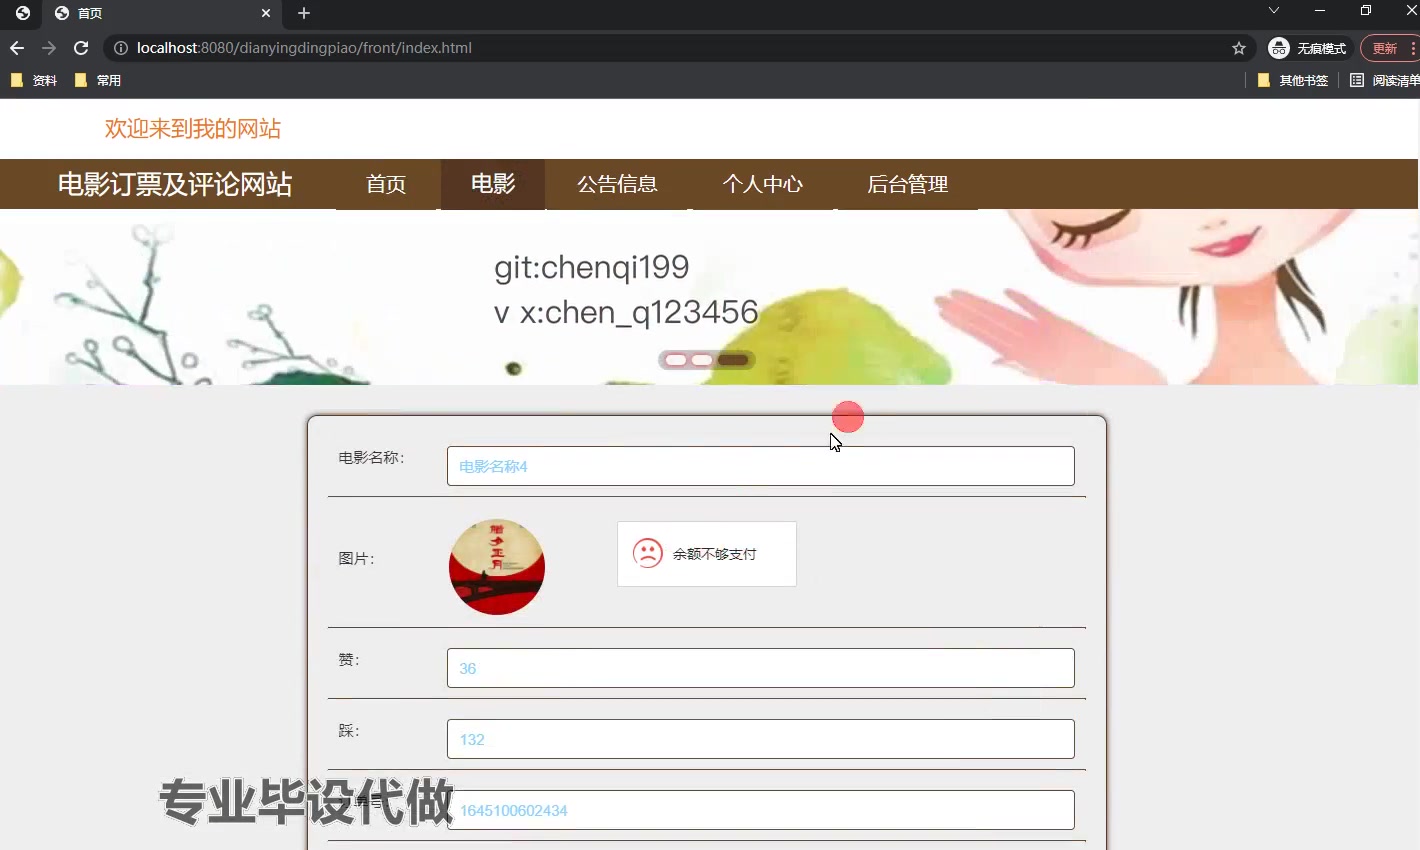 首页
localhost:8080/dianyingdingpiao/front/index.html
无痕模式
更新
资料
常用
其他书签
阅读清单
欢迎来到我的网站
电影订票及评论网站
首页
电影
公告信息
个人中心
后台管理
git:chenqi199
v x:chen_q123456
电影名称：
电影名称4
图片：
腊月正月
余额不够支付
赞：
36
踩：
132
专业毕设代做
1645100602434